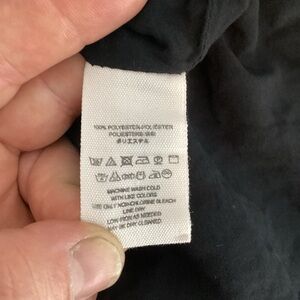 100% POLYESTER-POLIESTER
ポリエステル
MACHINE WASH COLD
WITH LIKE COLORS
USE ONLY NON-CHLORINE BLEACH
LINE DRY
LOW IRON AS NEEDED
MAY BE DRY CLEANED